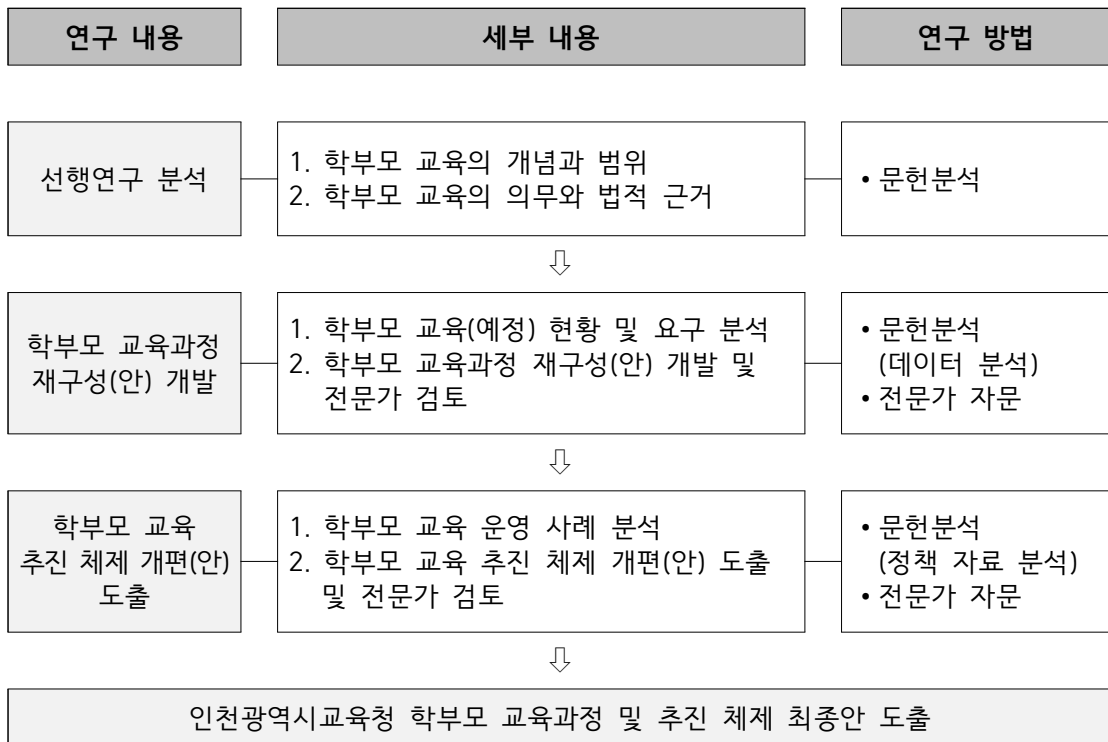 연구 내용
세부 내용
연구 방법
선행연구 분석
1. 학부모 교육의 개념과 범위
2. 학부모 교육의 의무와 법적 근거
• 문헌분석
⇩
학부모 교육과정
재구성(안) 개발
1. 학부모 교육(예정) 현황 및 요구 분석
2. 학부모 교육과정 재구성(안) 개발 및
전문가 검토
• 문헌분석
(데이터 분석)
• 전문가 자문
⇩
학부모 교육
추진 체제 개편(안)
도출
1. 학부모 교육 운영 사례 분석
2. 학부모 교육 추진 체제 개편(안) 도출
및 전문가 검토
• 문헌분석
(정책 자료 분석)
• 전문가 자문
⇩
인천광역시교육청 학부모 교육과정 및 추진 체제 최종안 도출